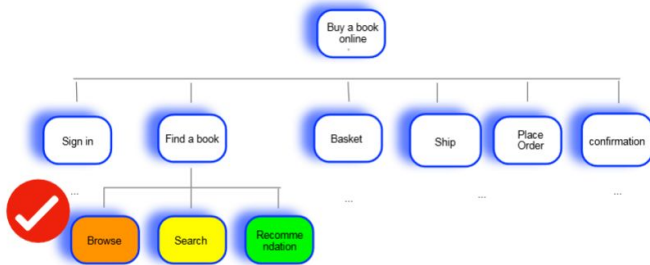 Buy a book
online
.
Sign in
Find a book
Basket
Ship
Place
Order
confirmation
...
...
...
...
Browse
Search
Recomme
ndation